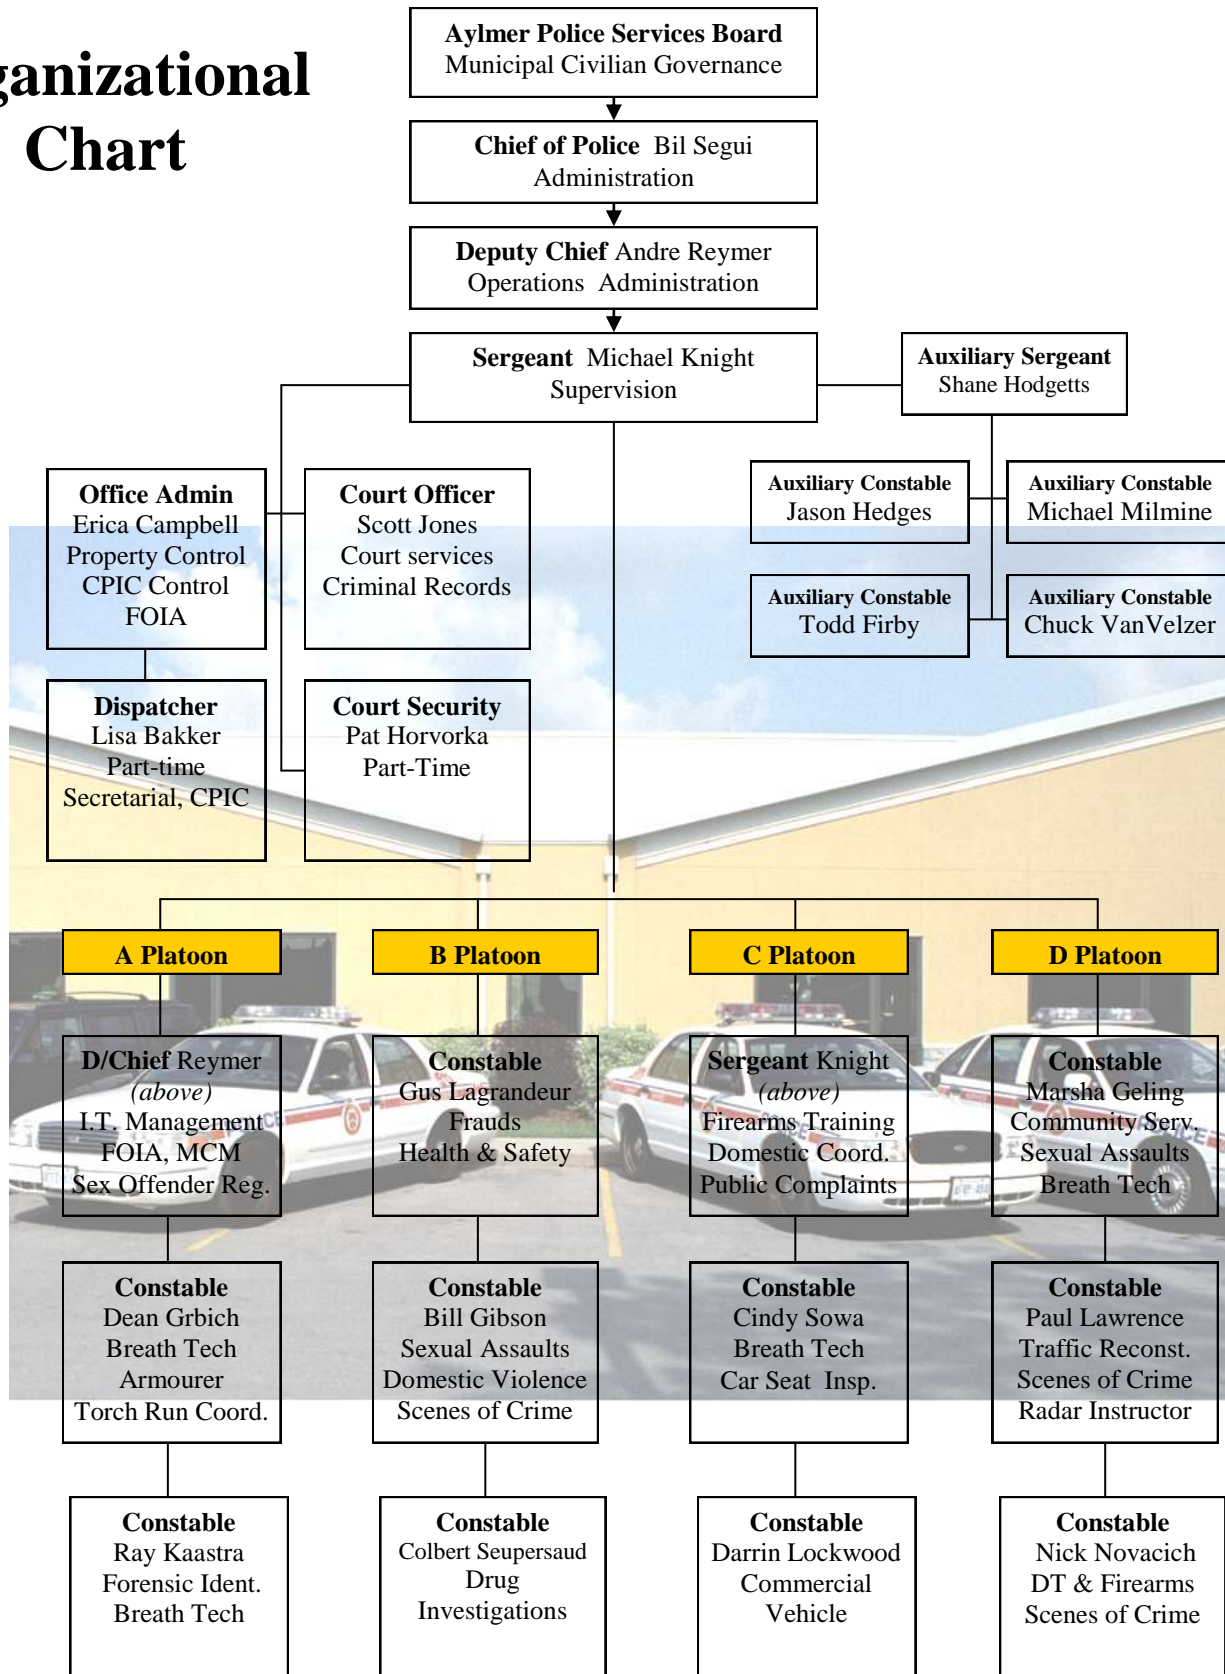 ganizational
Chart
Aylmer Police Services Board
Municipal Civilian Governance
Chief of Police Bil Segui
Administration
Deputy Chief Andre Reymer
Operations Administration
Sergeant Michael Knight
Supervision
Auxiliary Sergeant
Shane Hodgetts
Office Admin
Erica Campbell
Property Control
CPIC Control
FOIA
Court Officer
Scott Jones
Court services
Criminal Records
Auxiliary Constable
Jason Hedges
Auxiliary Constable
Michael Milmine
Auxiliary Constable
Todd Firby
Auxiliary Constable
Chuck VanVelzer
Dispatcher
Lisa Bakker
Part-time
Secretarial, CPIC
Court Security
Pat Horvorka
Part-Time
A Platoon
B Platoon
C Platoon
D Platoon
D/Chief Reymer
(above)
I.T. Management
FOIA, MCM
Sex Offender Reg.
Constable
Gus Lagrandeur
Frauds
Health & Safety
Sergeant Knight
(above)
Firearms Training
Domestic Coord.
Public Complaints
Constable
Marsha Geling
Community Serv.
Sexual Assaults
Breath Tech
Constable
Dean Grbich
Breath Tech
Armourer
Torch Run Coord.
Constable
Bill Gibson
Sexual Assaults
Domestic Violence
Scenes of Crime
Constable
Cindy Sowa
Breath Tech
Car Seat Insp.
Constable
Paul Lawrence
Traffic Reconst.
Scenes of Crime
Radar Instructor
Constable
Ray Kaastra
Forensic Ident.
Breath Tech
Constable
Colbert Seupersaud
Drug
Investigations
Constable
Darrin Lockwood
Commercial
Vehicle
Constable
Nick Novacich
DT & Firearms
Scenes of Crime